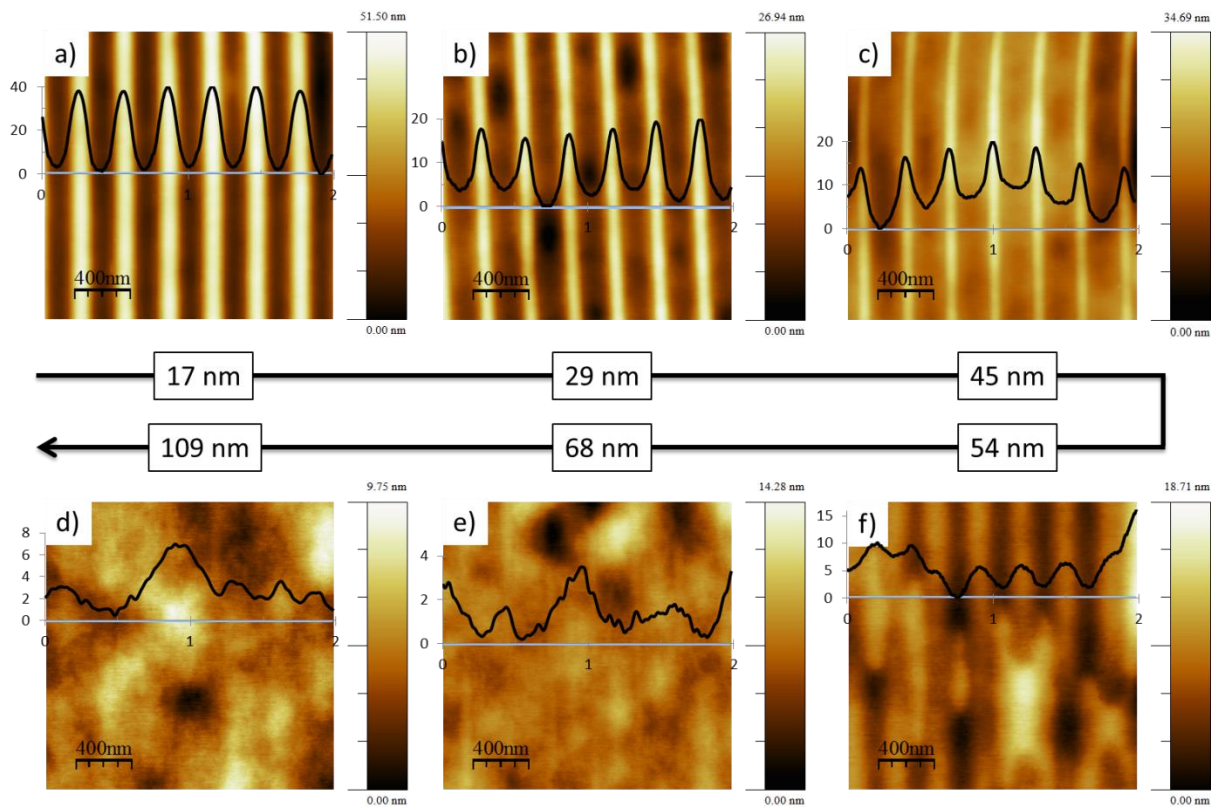 51.50 nm
a)
40
20
0
0
1
2
400nm
0.00 nm
26.94 nm
b)
20
10
0
0
1
2
400nm
0.00 nm
34.69 nm
c)
20
10
0
0
1
2
400nm
0.00 nm
17 nm
29 nm
45 nm
109 nm
68 nm
54 nm
9.75 nm
d)
8
6
4
2
0
0
1
2
400nm
0.00 nm
14.28 nm
e)
4
2
0
0
1
2
400nm
0.00 nm
18.71 nm
f)
15
10
5
0
0
1
2
400nm
0.00 nm